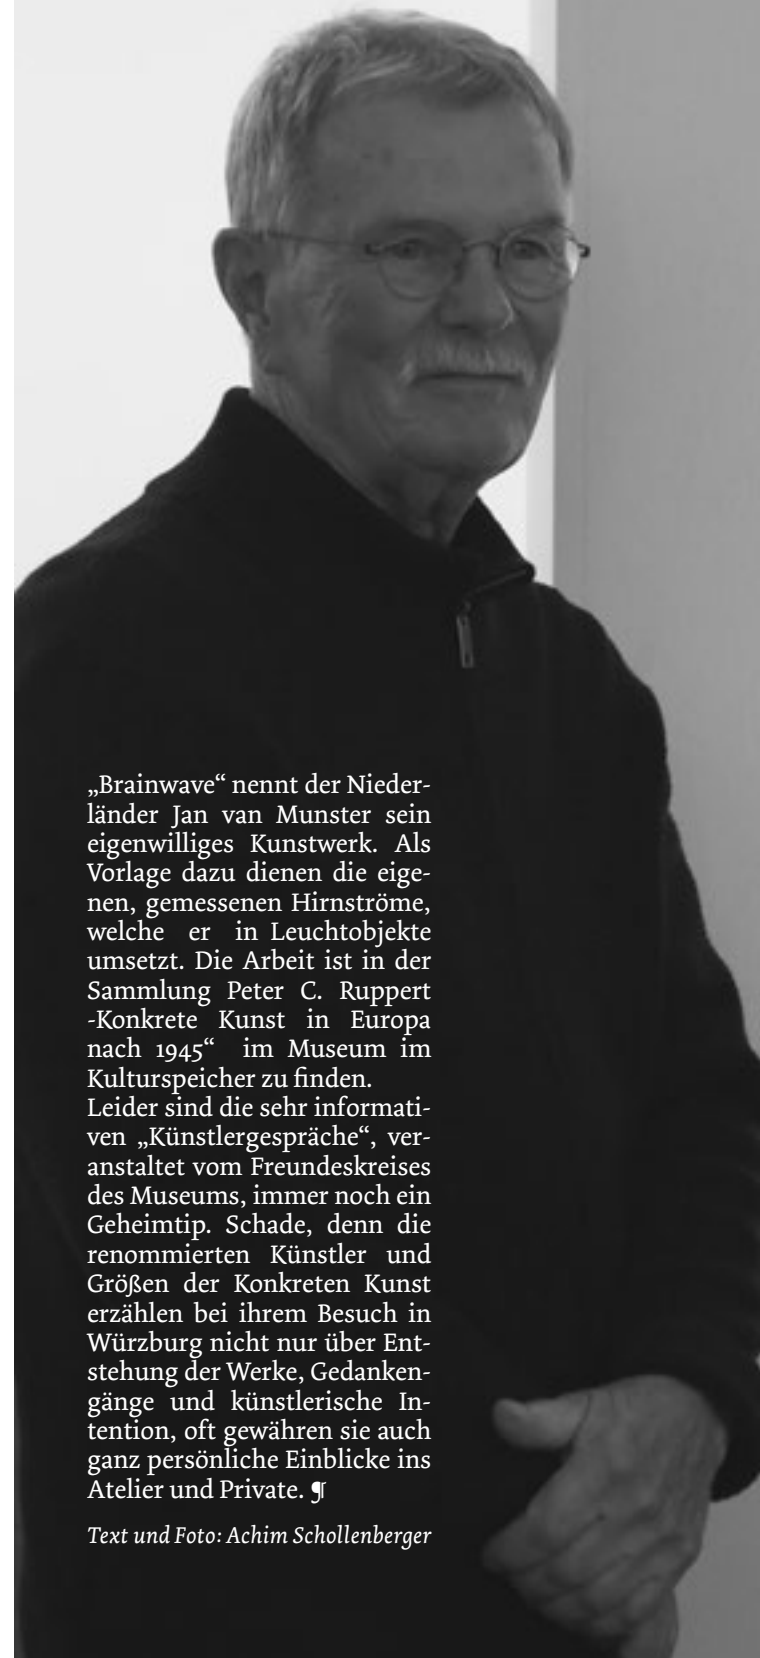 „Brainwave“ nennt der Nieder-
länder Jan van Munster sein
eigenwilliges Kunstwerk. Als
Vorlage dazu dienen die eige-
nen, gemessenen Hirnströme,
welche er in Leuchtobjekte
umsetzt. Die Arbeit ist in der
Sammlung Peter C. Ruppert
-Konkrete Kunst in Europa
nach 1945“ im Museum im
Kulturspeicher zu finden.
Leider sind die sehr informati-
ven „Künstlergespräche“, ver-
anstaltet vom Freundeskreises
des Museums, immer noch ein
Geheimtip. Schade, denn die
renommierten Künstler und
Größen der Konkreten Kunst
erzählen bei ihrem Besuch in
Würzburg nicht nur über Ent-
stehung der Werke, Gedanken-
gänge und künstlerische In-
tention, oft gewähren sie auch
ganz persönliche Einblicke ins
Atelier und Private. ¶
Text und Foto: Achim Schollenberger